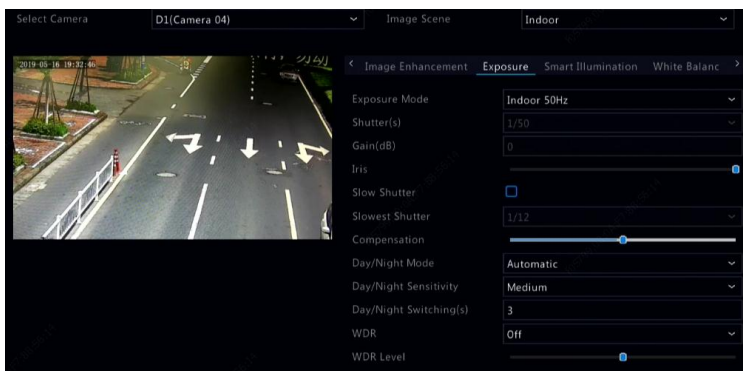 Select Camera D1(Camera 04) Image Scene Indoor
2019-05-16 19:32:46
Image Enhancement Exposure Smart Illumination White Balanc
Exposure Mode Indoor 50Hz
Shutter(s) 1/50
Gain(dB) 0
Iris
Slow Shutter
Slowest Shutter 1/12
Compensation
Day/Night Mode Automatic
Day/Night Sensitivity Medium
Day/Night Switching(s) 3
WDR Off
WDR Level